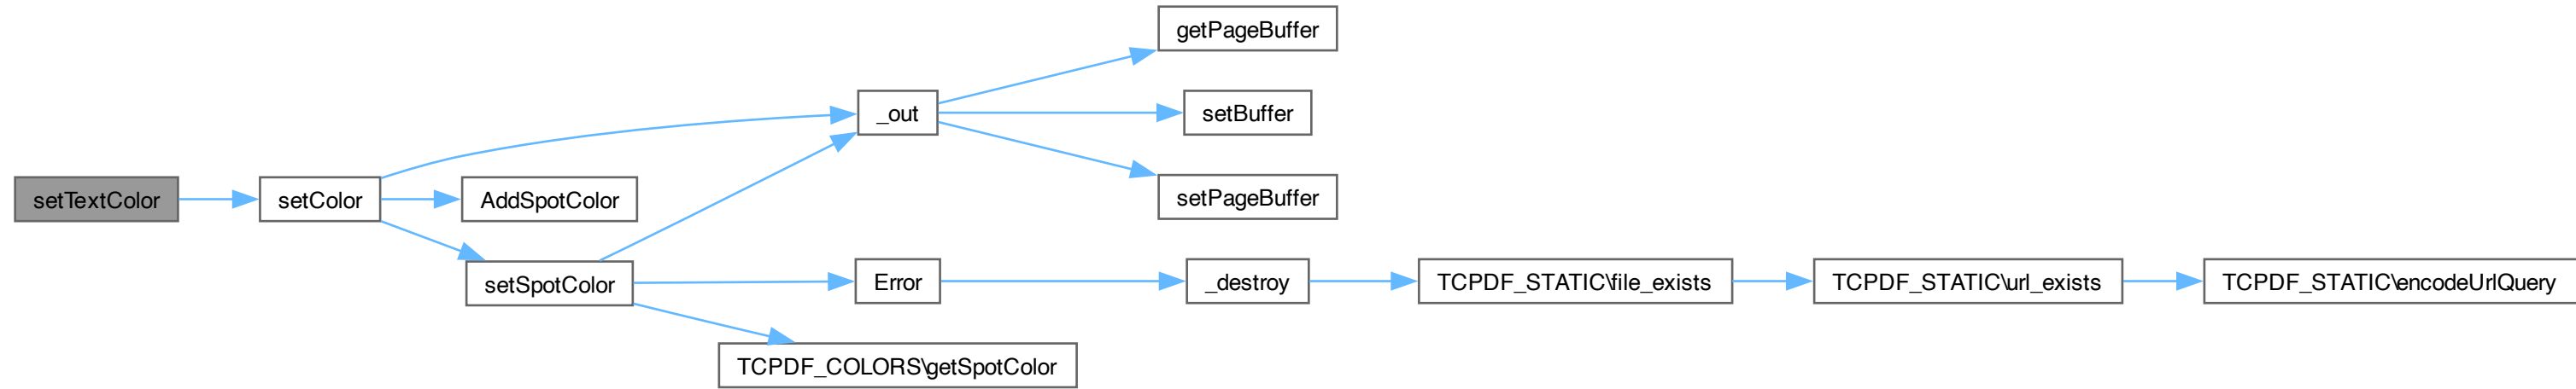 setTextColor
setColor
_out
getPageBuffer
setBuffer
setPageBuffer
AddSpotColor
setSpotColor
Error
_destroy
TCPDF_STATIC\file_exists
TCPDF_STATIC\url_exists
TCPDF_STATIC\encodeUrlQuery
TCPDF_COLORS\getSpotColor